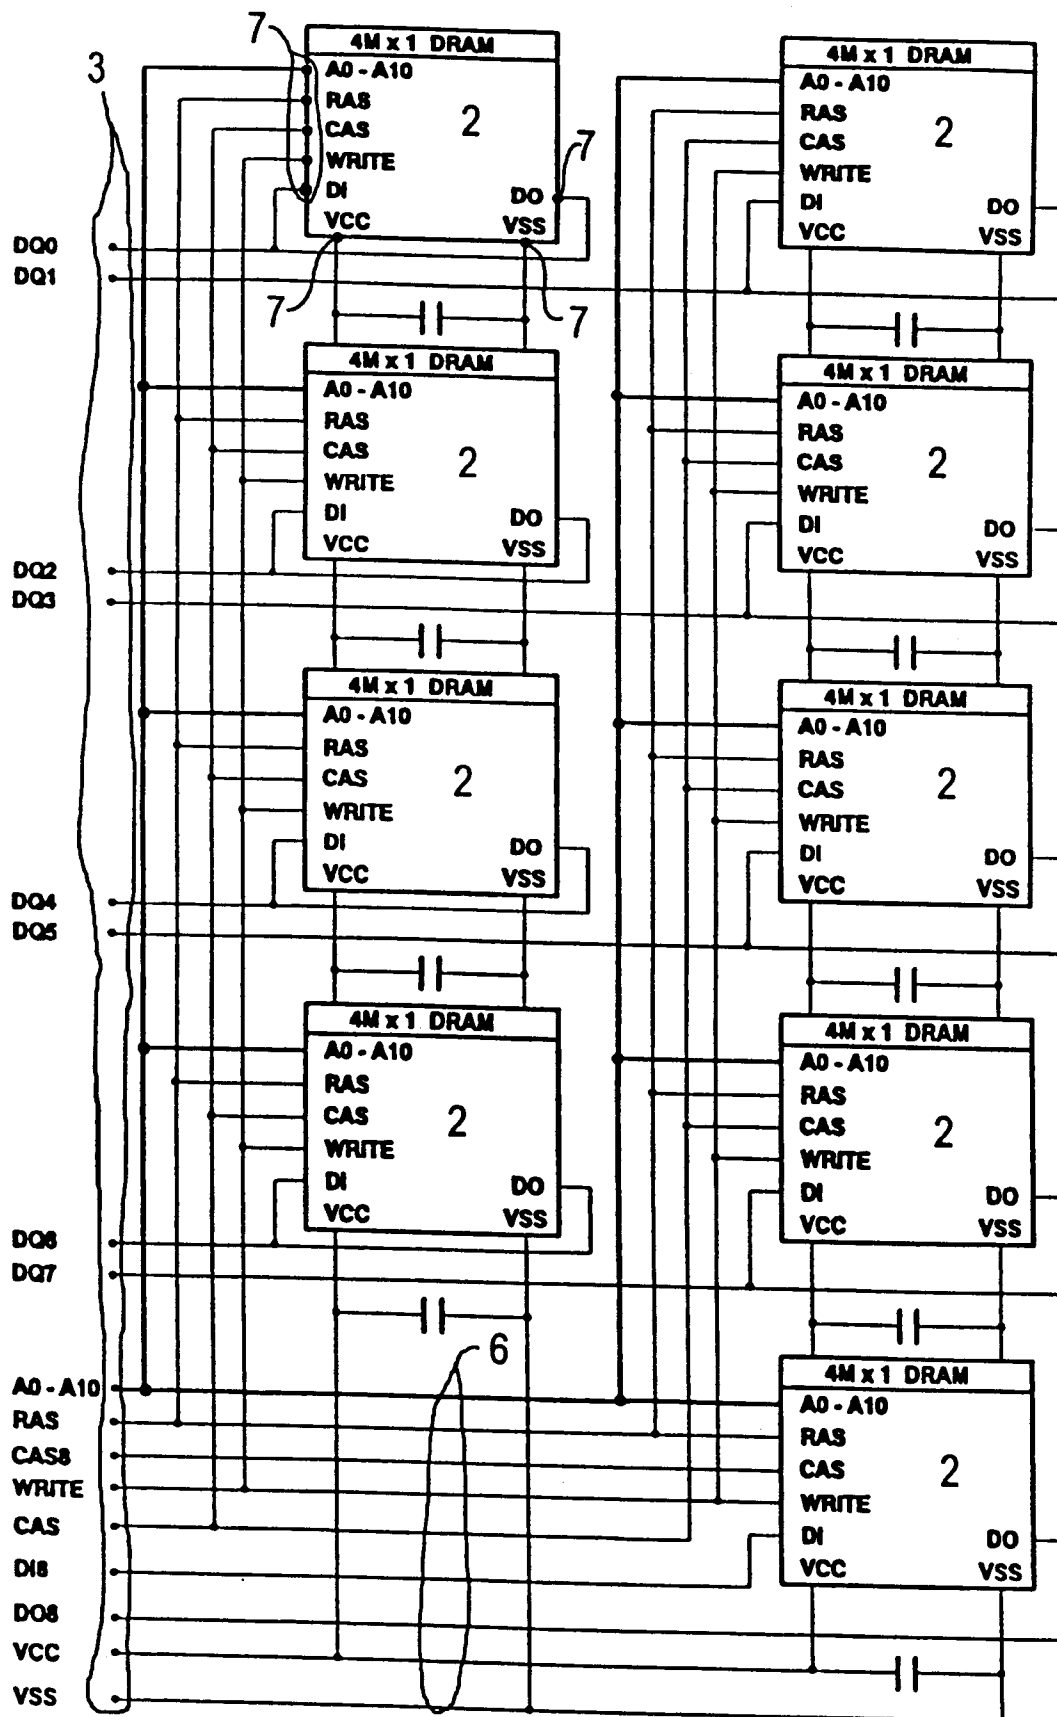 3
7
4M x 1 DRAM
A0 - A10
RAS
CAS
WRITE
DI
VCC
DO
VSS
2
7
7
7
4M x 1 DRAM
A0 - A10
RAS
CAS
WRITE
DI
VCC
DO
VSS
2
DQ0
DQ1
4M x 1 DRAM
A0 - A10
RAS
CAS
WRITE
DI
VCC
DO
VSS
2
4M x 1 DRAM
A0 - A10
RAS
CAS
WRITE
DI
VCC
DO
VSS
2
DQ2
DQ3
4M x 1 DRAM
A0 - A10
RAS
CAS
WRITE
DI
VCC
DO
VSS
2
4M x 1 DRAM
A0 - A10
RAS
CAS
WRITE
DI
VCC
DO
VSS
2
DQ4
DQ5
4M x 1 DRAM
A0 - A10
RAS
CAS
WRITE
DI
VCC
DO
VSS
2
4M x 1 DRAM
A0 - A10
RAS
CAS
WRITE
DI
VCC
DO
VSS
2
DQ6
DQ7
6
4M x 1 DRAM
A0 - A10
RAS
CAS
WRITE
DI
VCC
DO
VSS
2
A0 - A10
RAS
CAS8
WRITE
CAS
DI8
DO8
VCC
VSS